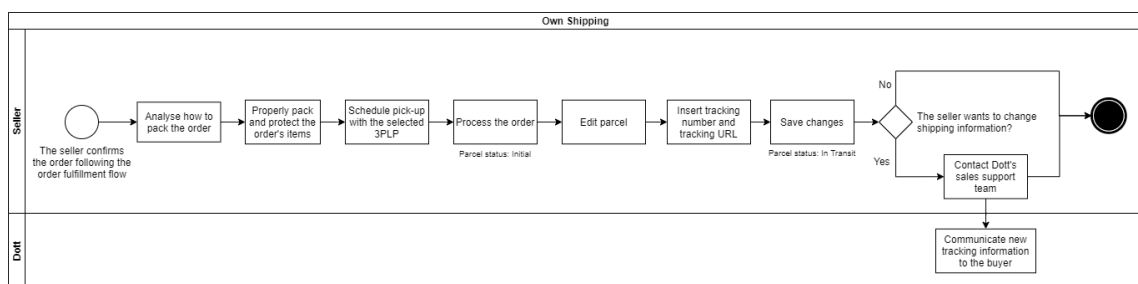 Own Shipping
Seller
The seller confirms
the order following the
order fulfillment flow
Analyse how to
pack the order
Properly pack
and protect the
order's items
Schedule pick-up
with the selected
3PLP
Process the order
Parcel status: Initial
Edit parcel
Insert tracking
number and
tracking URL
Save changes
Parcel status: In Transit
No
The seller wants to change
shipping information?
Yes
Contact Dott's
sales support
team
Dott
Communicate new
tracking information
to the buyer